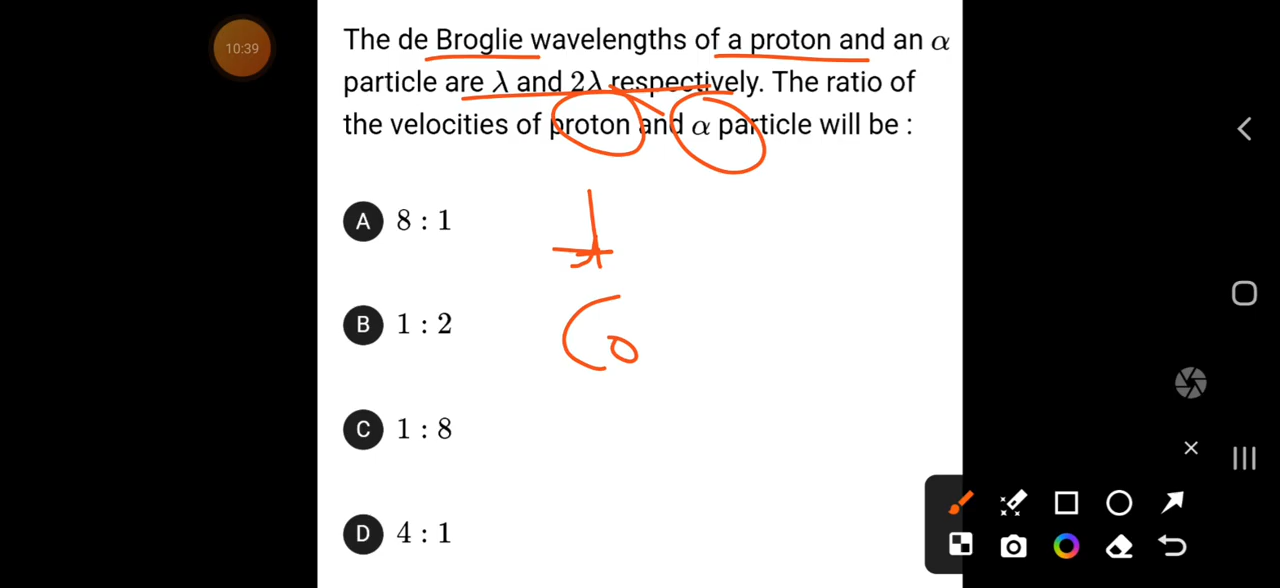 10:39
The de Broglie wavelengths of a proton and an α
particle are λ and 2λ respectively. The ratio of
the velocities of proton and α particle will be :
A 8 : 1
B 1 : 2
C 1 : 8
D 4 : 1